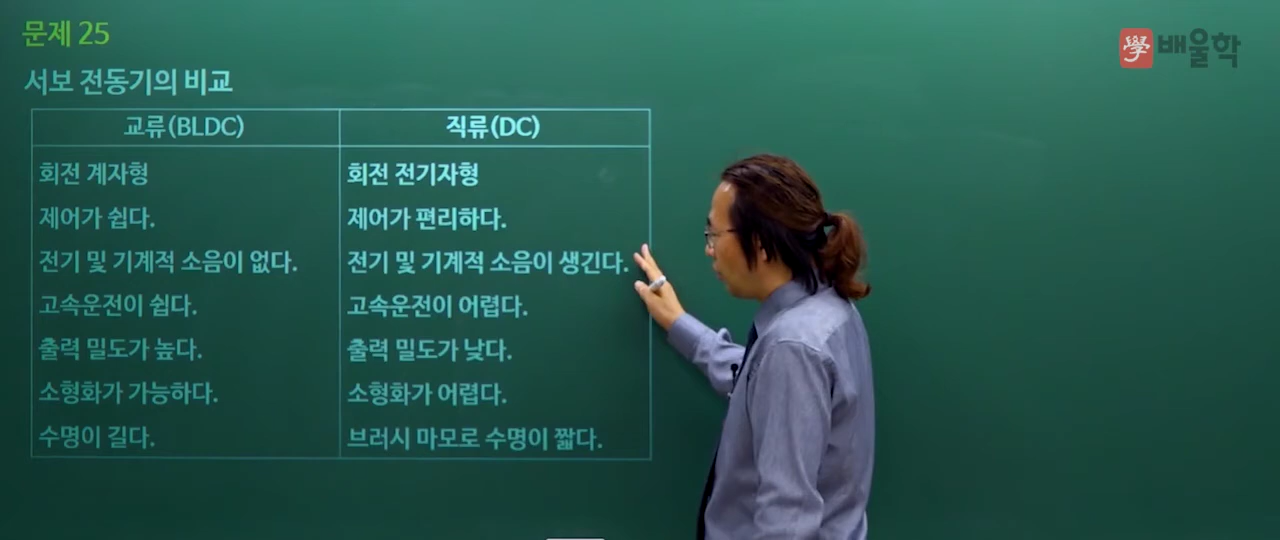 문제 25
學 배울학
서보 전동기의 비교
교류(BLDC) 직류(DC)
회전 계자형 회전 전기자형
제어가 쉽다. 제어가 편리하다.
전기 및 기계적 소음이 없다. 전기 및 기계적 소음이 생긴다.
고속운전이 쉽다. 고속운전이 어렵다.
출력 밀도가 높다. 출력 밀도가 낮다.
소형화가 가능하다. 소형화가 어렵다.
수명이 길다. 브러시 마모로 수명이 짧다.